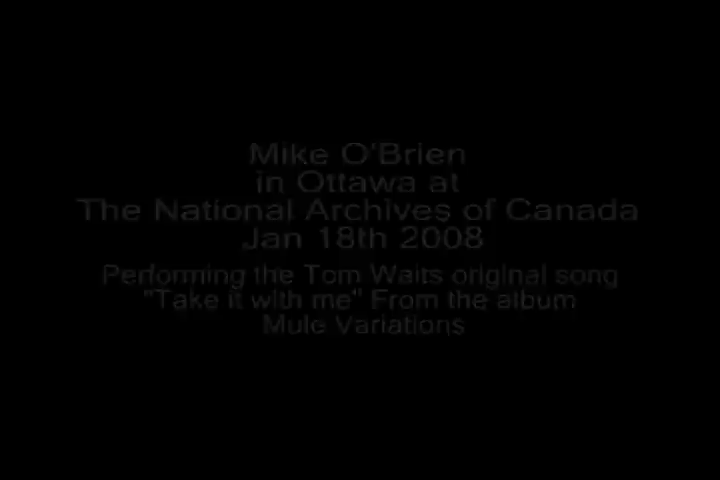 Mike O'Brien
in Ottawa at
The National Archives of Canada
Jan 18th 2008
Performing the Tom Waits original song
"Take it with me" From the album
Mule Variations